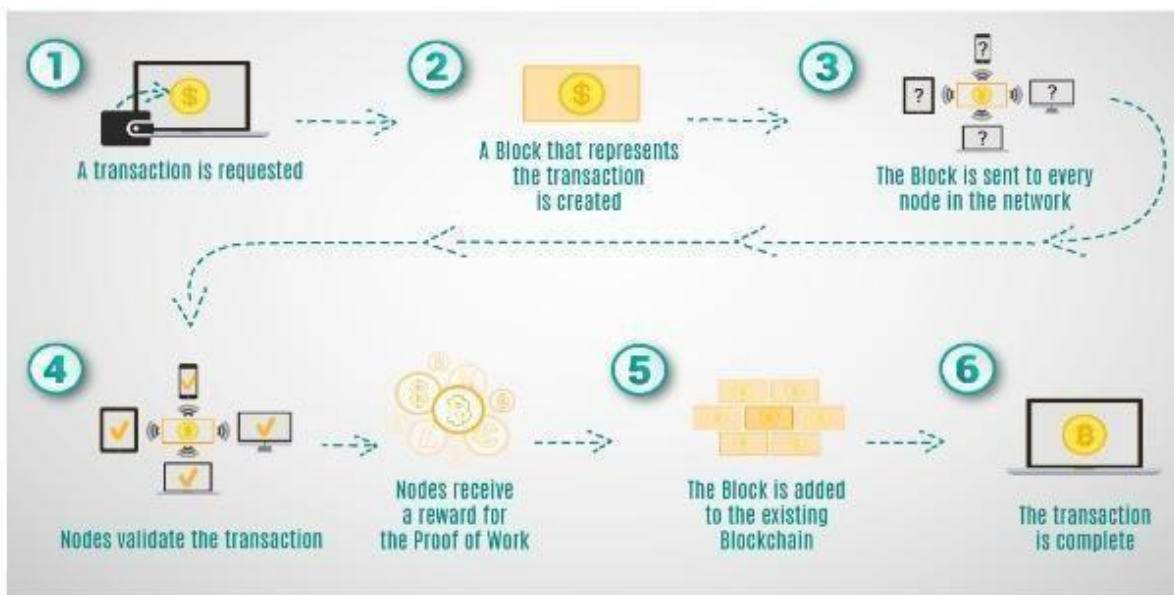 1
A transaction is requested
2
A Block that represents
the transaction
is created
3
The Block is sent to every
node in the network
4
Nodes validate the transaction
Nodes receive
a reward for
the Proof of Work
5
The Block is added
to the existing
Blockchain
6
The transaction
is complete